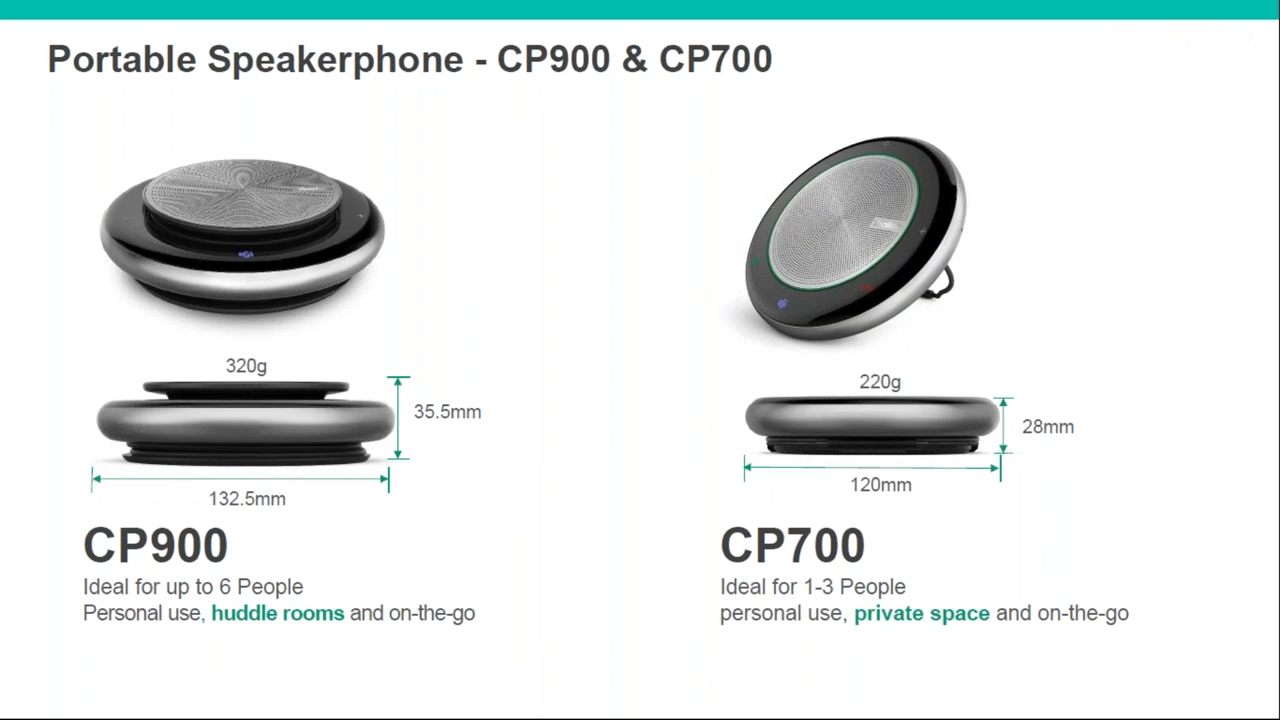 Portable Speakerphone - CP900 & CP700
320g
35.5mm
132.5mm
CP900
Ideal for up to 6 People
Personal use, huddle rooms and on-the-go
220g
28mm
120mm
CP700
Ideal for 1-3 People
personal use, private space and on-the-go